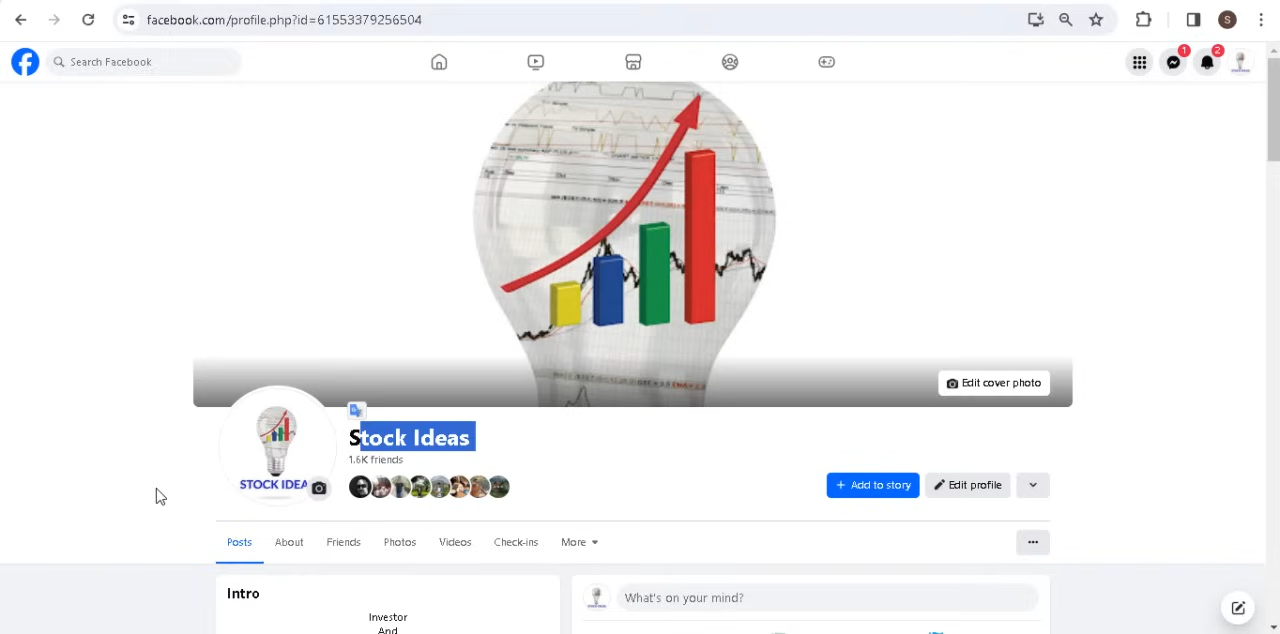 facebook.com/profile.php?id=61553379256504
S
Search Facebook
1
2
Edit cover photo
Stock Ideas
STOCK IDEA
1.6K friends
Add to story
Edit profile
Posts
About
Friends
Photos
Videos
Check-ins
More
Intro
Investor
And
What's on your mind?